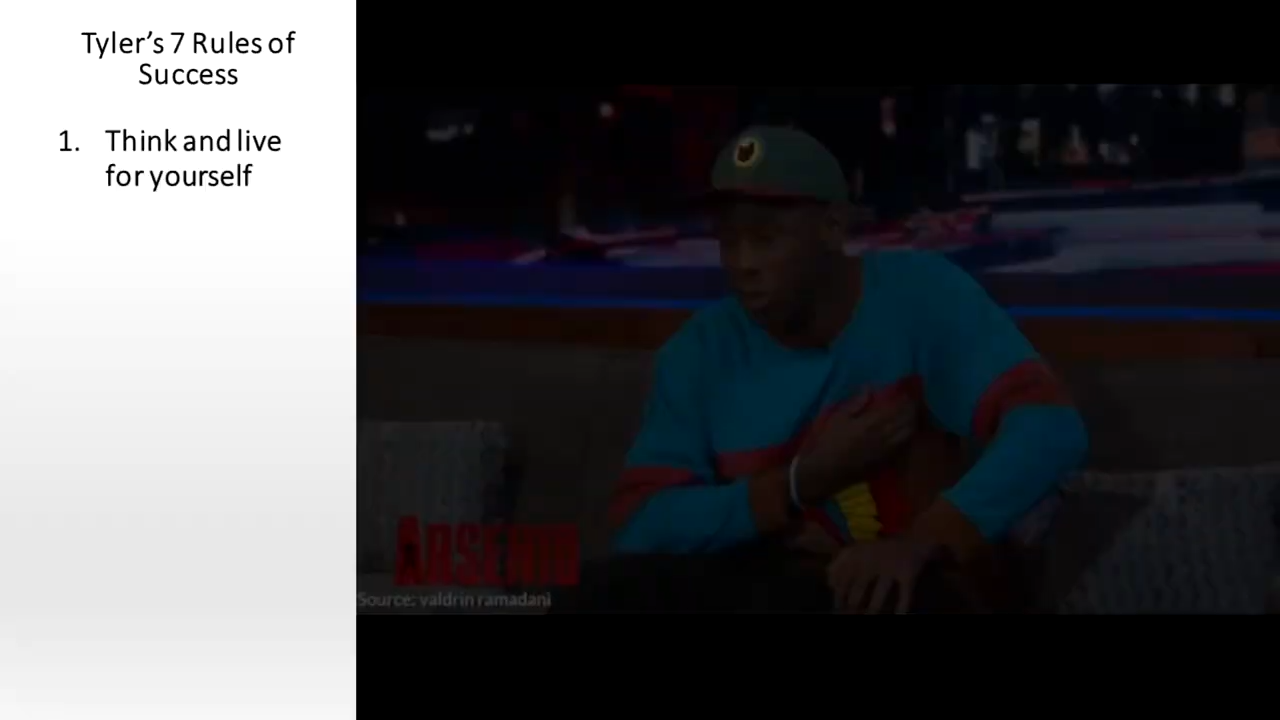 Tyler's 7 Rules of
Success
1. Think and live
for yourself
ARSENIO
Source: valdrin ramadani